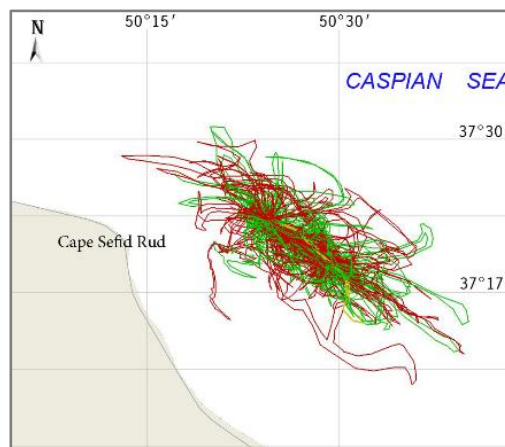 50°15′ 50°30′
N
CASPIAN SEA
37°30
Cape Sefid Rud
37°17